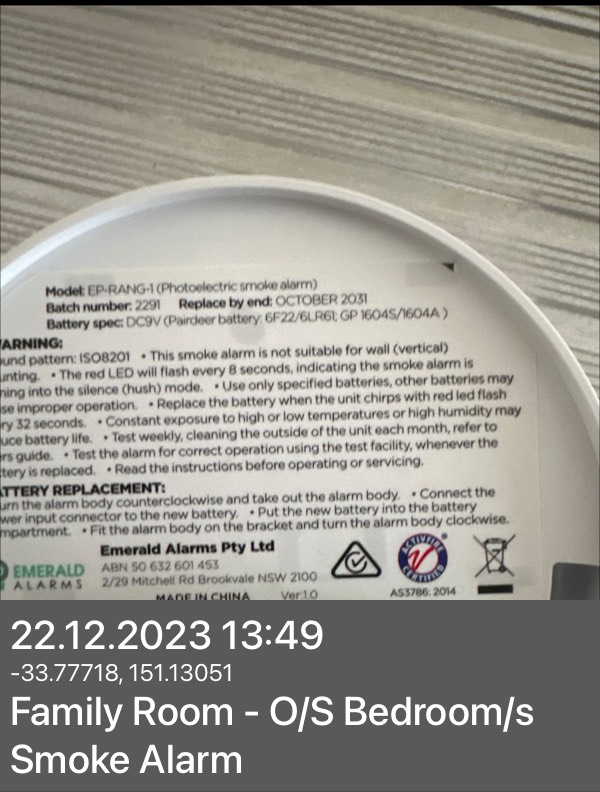 Model: EP-RANG-1 (Photoelectric smoke alarm)
Batch number: 2291 Replace by end: OCTOBER 2031
Battery spec: DC9V (Pairdeer battery: 6F22/6LR61; GP 1604S/1604A )
ARNING:
und pattern: ISO8201 • This smoke alarm is not suitable for wall (vertical)
unting. • The red LED will flash every 8 seconds, indicating the smoke alarm is
ning into the silence (hush) mode. • Use only specified batteries, other batteries may
se improper operation. • Replace the battery when the unit chirps with red led flash
ry 32 seconds. • Constant exposure to high or low temperatures or high humidity may
uce battery life. • Test weekly, cleaning the outside of the unit each month, refer to
rs guide. • Test the alarm for correct operation using the test facility, whenever the
tery is replaced. • Read the instructions before operating or servicing.
TTERY REPLACEMENT:
urn the alarm body counterclockwise and take out the alarm body. • Connect the
wer input connector to the new battery. • Put the new battery into the battery
mpartment. • Fit the alarm body on the bracket and turn the alarm body clockwise.
Emerald Alarms Pty Ltd
ABN 50 632 601 453
2/29 Mitchell Rd Brookvale NSW 2100
MADE IN CHINA Ver:1.0
EMERALD
ALARMS
ACTIVFIRE
CERTIFIED
AS3786: 2014
22.12.2023 13:49
-33.77718, 151.13051
Family Room - O/S Bedroom/s
Smoke Alarm